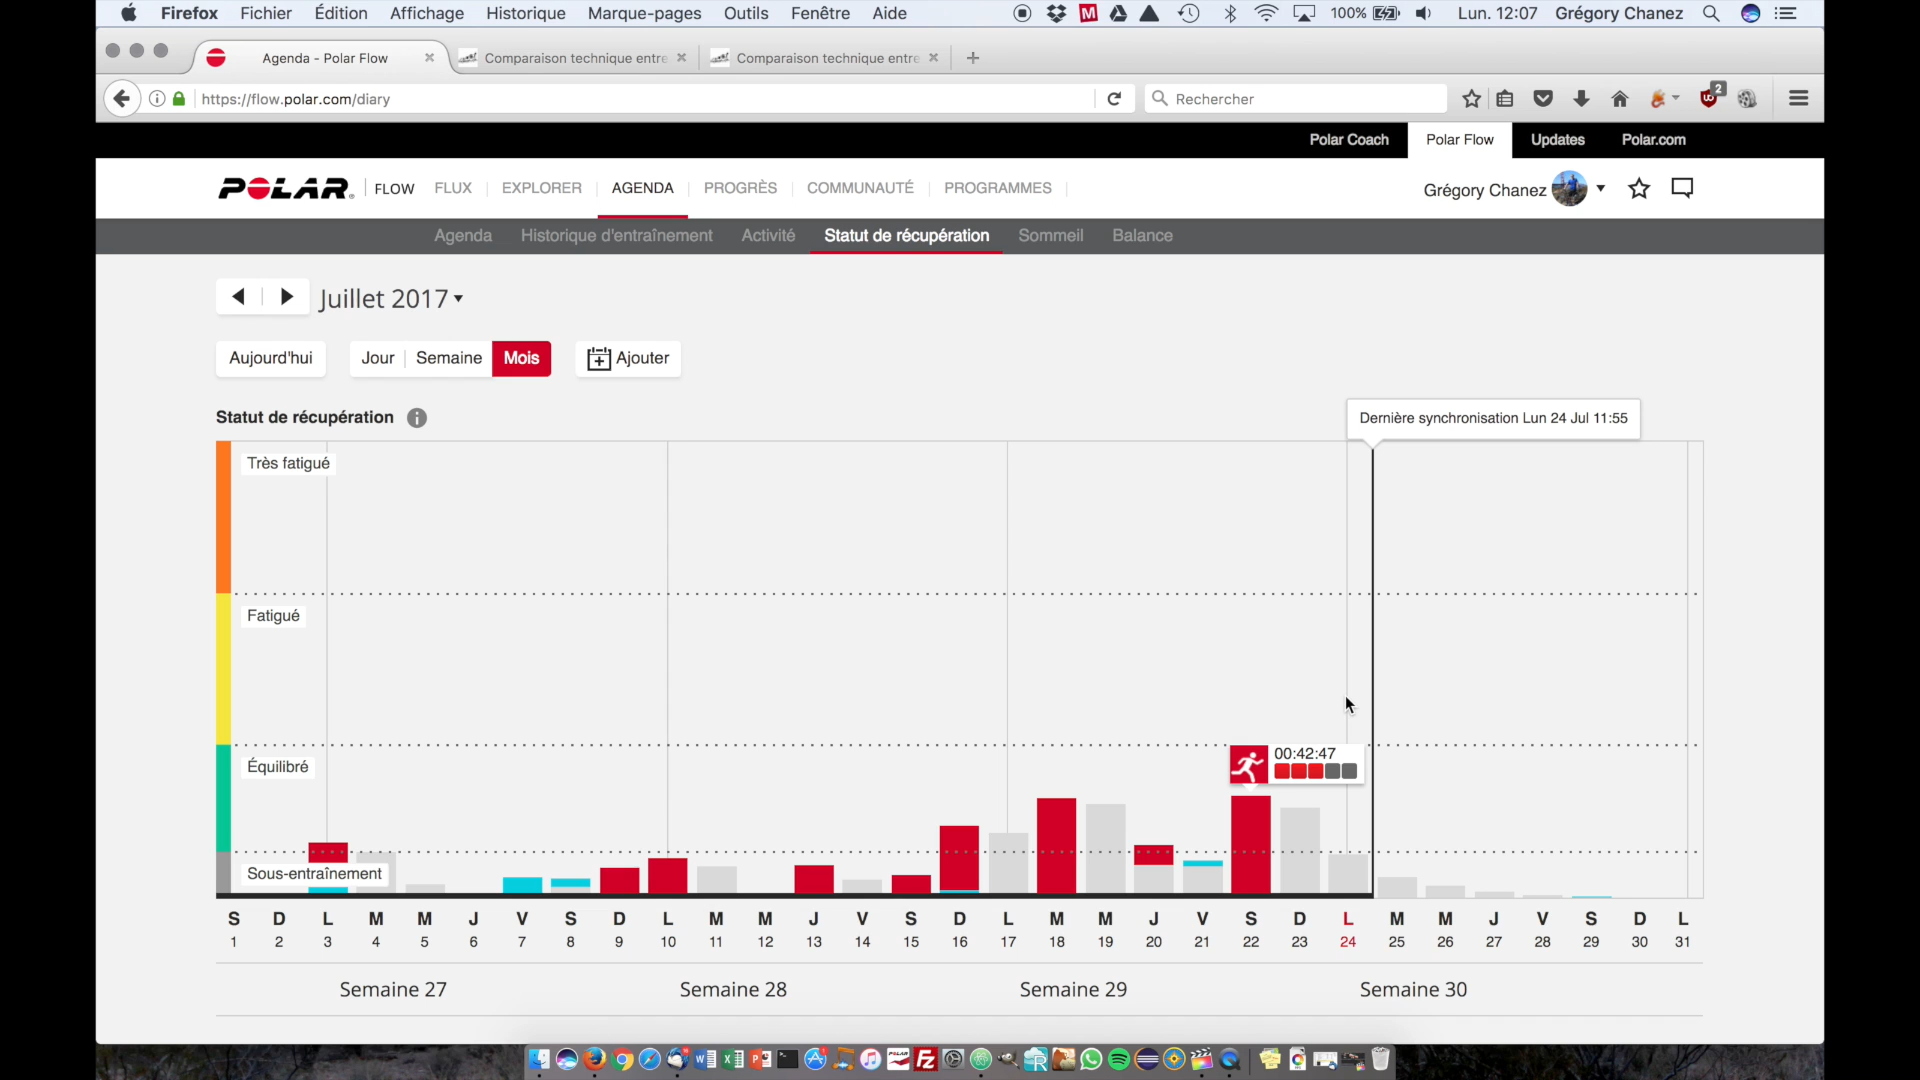 Firefox Fichier Édition Affichage Historique Marque-pages Outils Fenêtre Aide 100% Lun. 12:07 Grégory Chanez
Agenda - Polar Flow Comparaison technique entre Comparaison technique entre
https://flow.polar.com/diary Rechercher 2
Polar Coach Polar Flow Updates Polar.com
POLAR FLOW FLUX EXPLORER AGENDA PROGRÈS COMMUNAUTÉ PROGRAMMES Grégory Chanez
Agenda Historique d'entraînement Activité Statut de récupération Sommeil Balance
Juillet 2017
Aujourd'hui Jour Semaine Mois Ajouter
Statut de récupération
Dernière synchronisation Lun 24 Jul 11:55
Très fatigué
Fatigué
Équilibré
00:42:47
Sous-entraînement
S D L M M J V S D L M M J V S D L M M J V S D L M M J V S D L
1 2 3 4 5 6 7 8 9 10 11 12 13 14 15 16 17 18 19 20 21 22 23 24 25 26 27 28 29 30 31
Semaine 27 Semaine 28 Semaine 29 Semaine 30